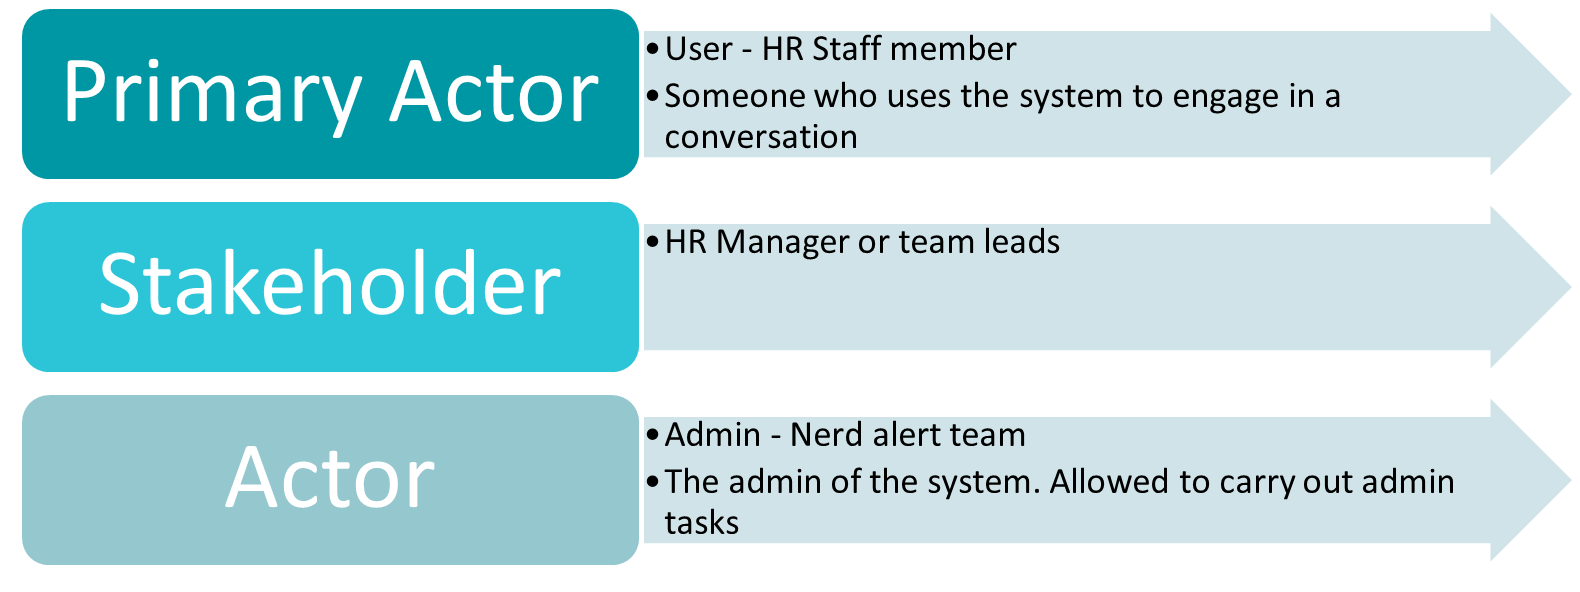 Primary Actor
•User - HR Staff member
•Someone who uses the system to engage in a
conversation
Stakeholder
•HR Manager or team leads
Actor
•Admin - Nerd alert team
•The admin of the system. Allowed to carry out admin
tasks